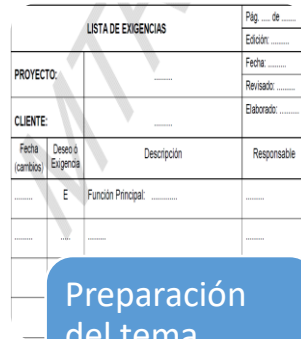 LISTA DE EXIGENCIAS
Pág. ..... de .......
Edición: .........
PROYECTO:
.........
Fecha: .........
Revisado: .........
CLIENTE:
.........
Elaborado: .........
Fecha (cambios)
Deseo ó Exigencia
Descripción
Responsable
.........
E
Función Principal: .............
.........
.........
.....
.........
.........
Preparación
del tema